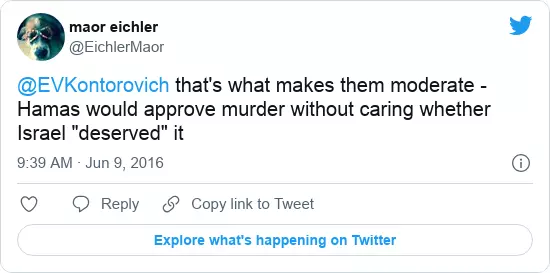 maor eichler
@EichlerMaor
@EVKontorovich that's what makes them moderate -
Hamas would approve murder without caring whether
Israel "deserved" it
9:39 AM · Jun 9, 2016
Reply
Copy link to Tweet
Explore what's happening on Twitter